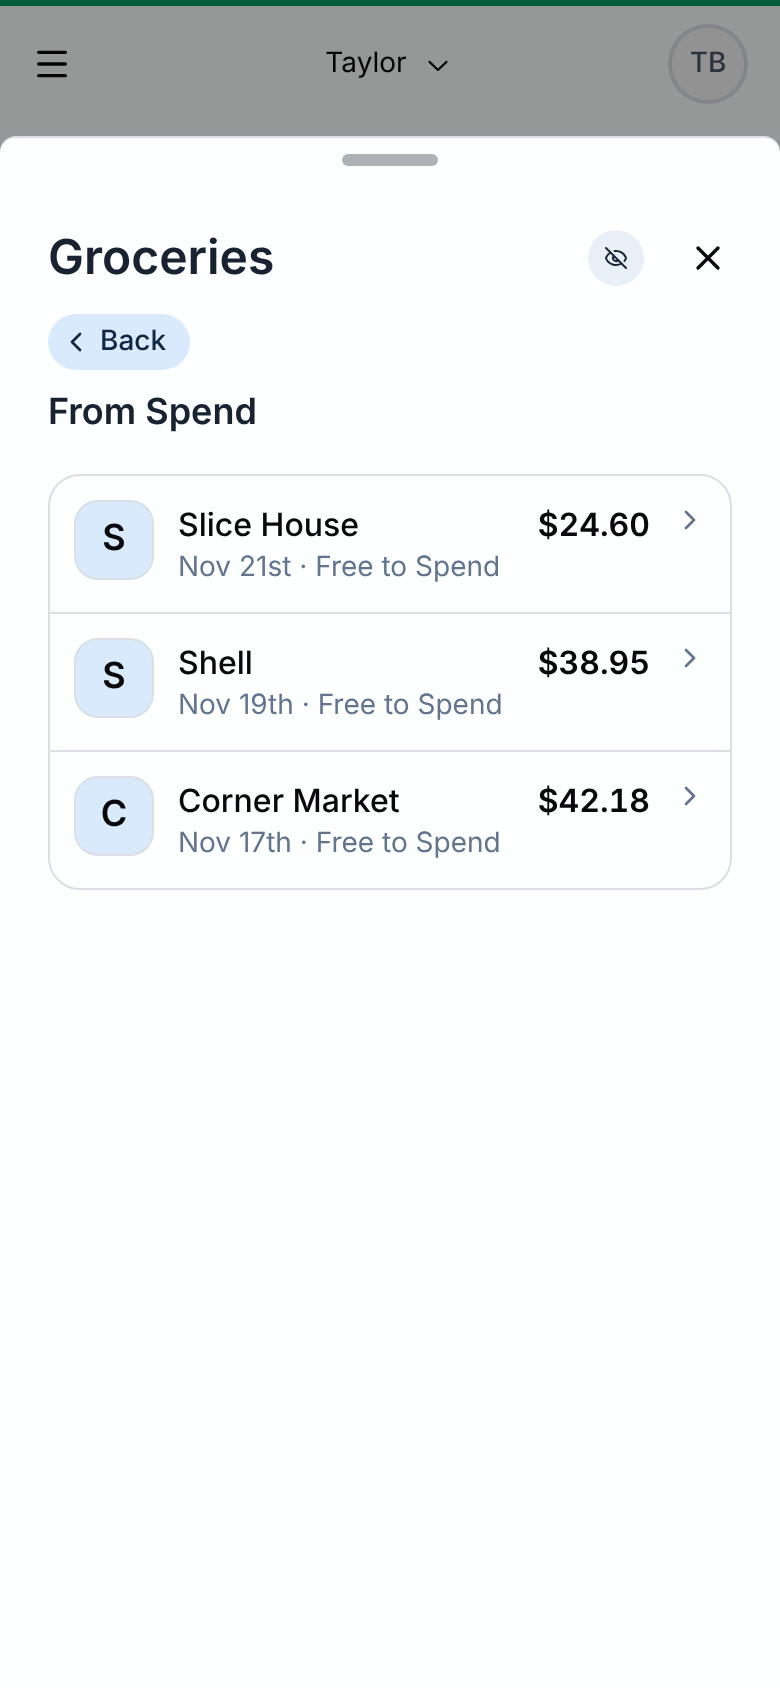 Taylor
TB
Groceries
Back
From Spend
S
Slice House
$24.60
Nov 21st · Free to Spend
S
Shell
$38.95
Nov 19th · Free to Spend
C
Corner Market
$42.18
Nov 17th · Free to Spend